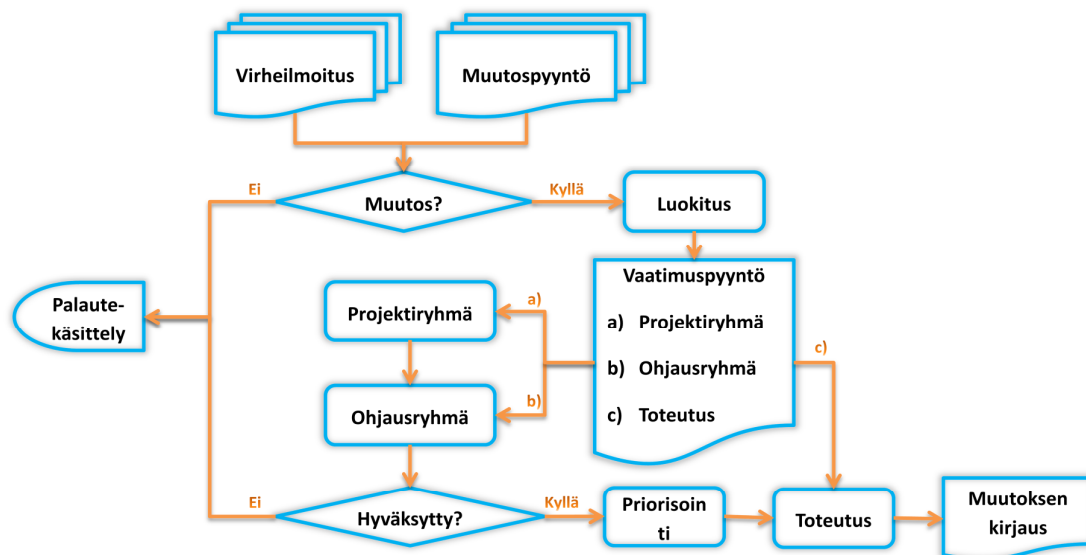 Virheilmoitus
Muutospyyntö
Ei
Muutos?
Kyllä
Luokitus
Palaute-
käsittely
Projektiryhmä
a)
Vaatimuspyyntö
a) Projektiryhmä
b) Ohjausryhmä
c) Toteutus
c)
Ohjausryhmä
b)
Ei
Hyväksytty?
Kyllä
Priorisoin
ti
Toteutus
Muutoksen
kirjaus